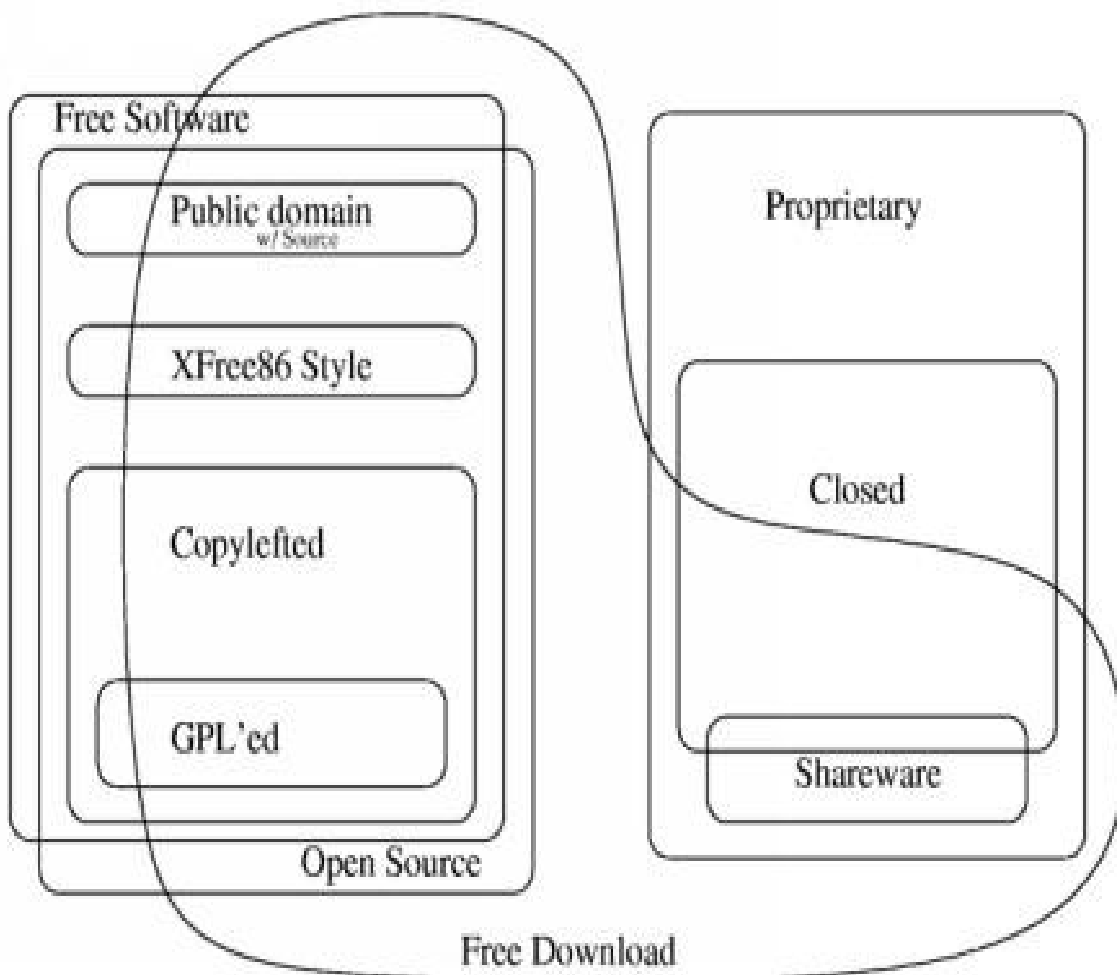 Free Software
Public domain
w/ Source
XFree86 Style
Copylefted
GPL'ed
Open Source
Proprietary
Closed
Shareware
Free Download